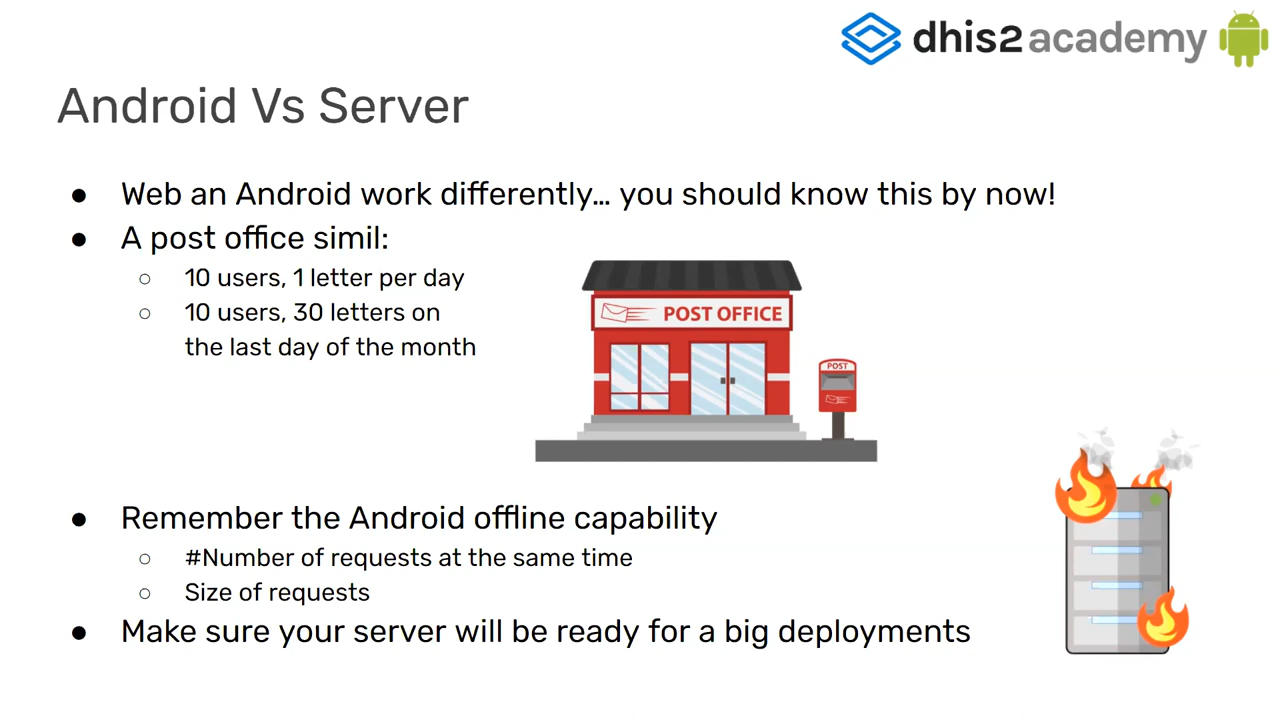 dhis2 academy
Android Vs Server
● Web an Android work differently... you should know this by now!
● A post office simil:
○ 10 users, 1 letter per day
○ 10 users, 30 letters on
the last day of the month
POST OFFICE
POST
● Remember the Android offline capability
○ #Number of requests at the same time
○ Size of requests
● Make sure your server will be ready for a big deployments